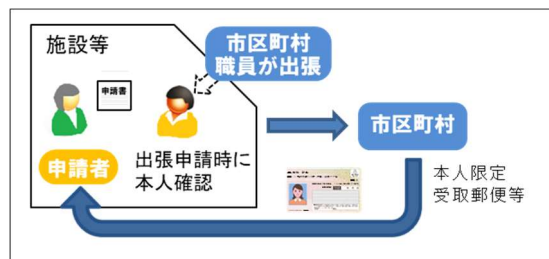 施設等
市区町村
職員が出張
申請書
申請者
出張申請時に
本人確認
市区町村
本人限定
受取郵便等